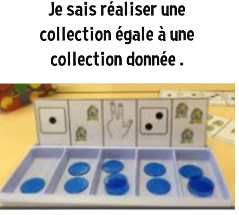 Je sais réaliser une
collection égale à une
collection donnée .